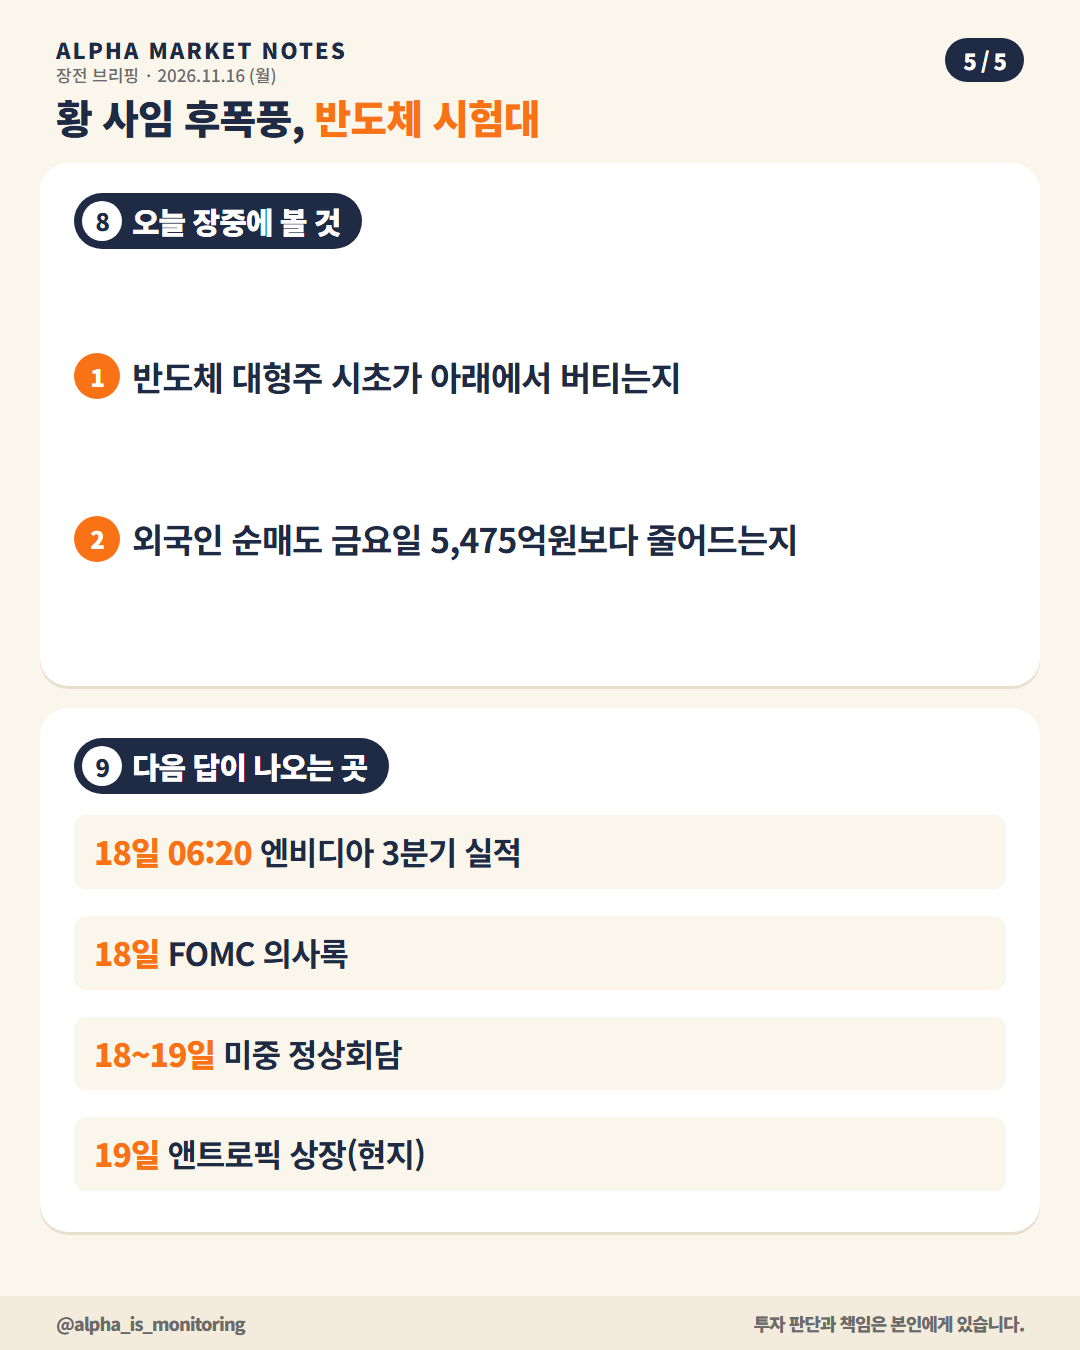 ALPHA MARKET NOTES
장전 브리핑 · 2026.11.16 (월)
5 / 5
황 사임 후폭풍, 반도체 시험대
8 오늘 장중에 볼 것
1 반도체 대형주 시초가 아래에서 버티는지
2 외국인 순매도 금요일 5,475억원보다 줄어드는지
9 다음 답이 나오는 곳
18일 06:20 엔비디아 3분기 실적
18일 FOMC 의사록
18~19일 미중 정상회담
19일 앤트로픽 상장(현지)
@alpha_is_monitoring
투자 판단과 책임은 본인에게 있습니다.